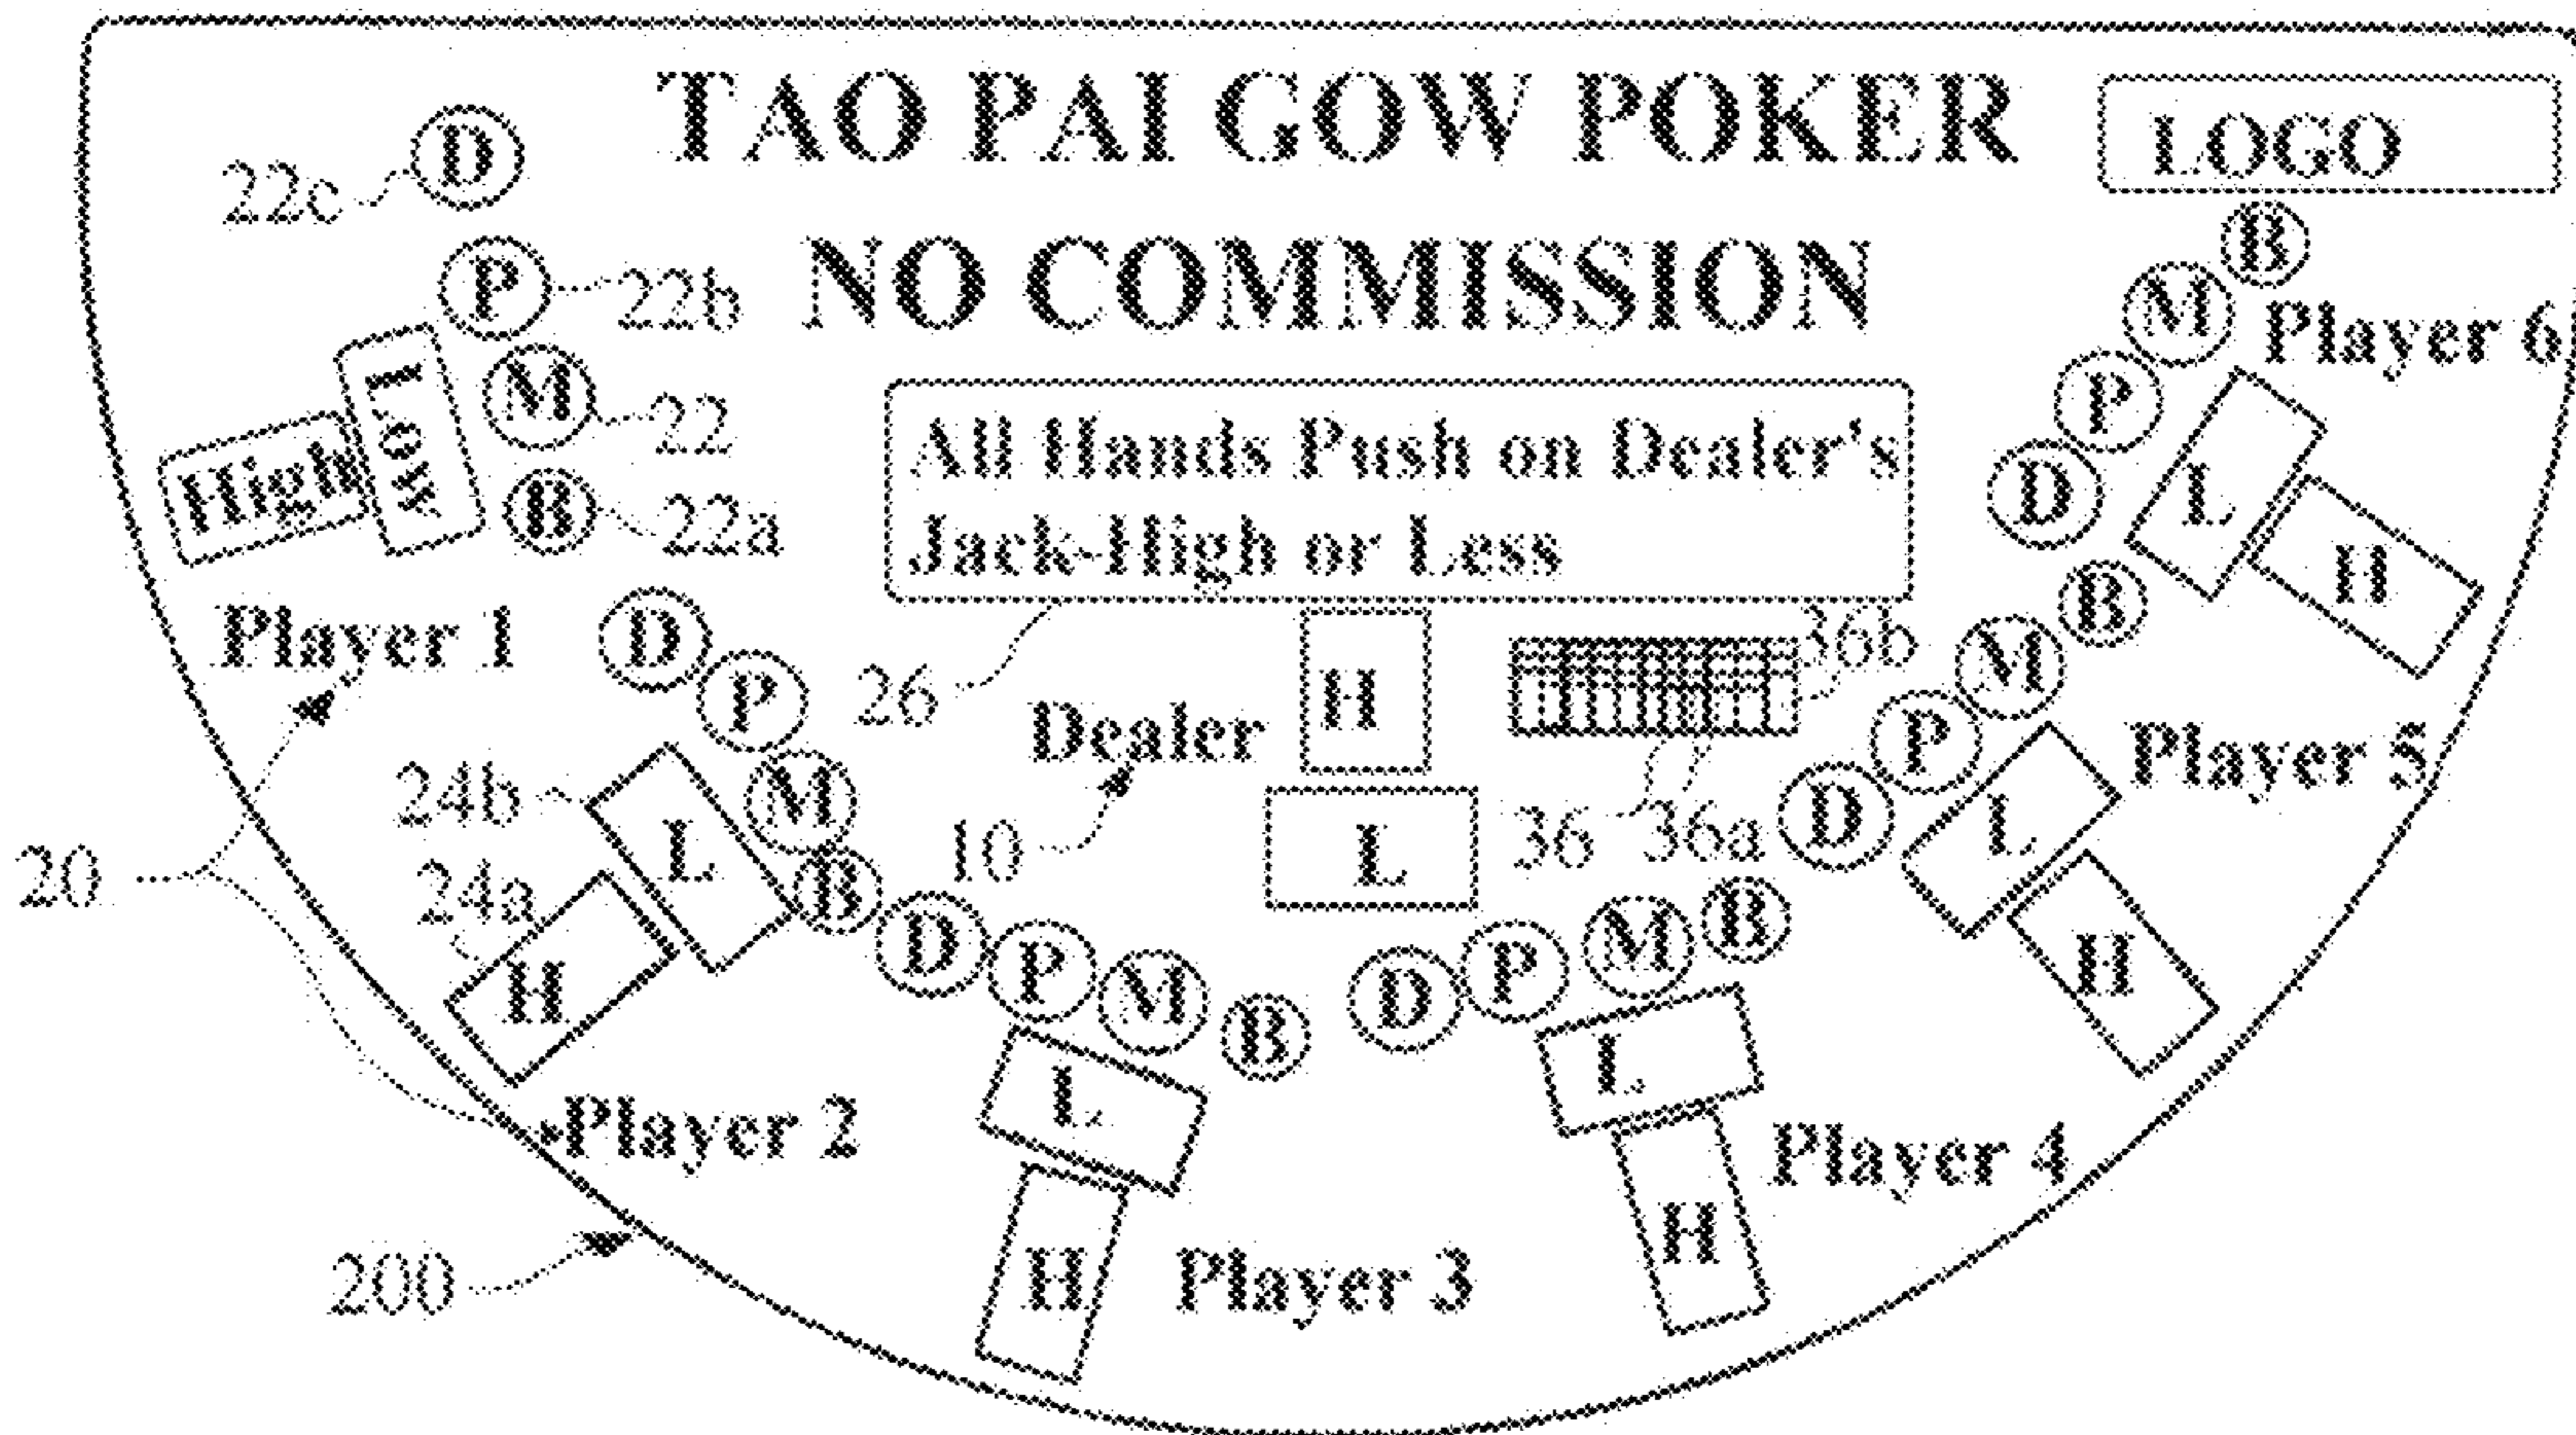 TAO PAI GOW POKER
LOGO
NO COMMISSION
D
22c
P
22b
M
22
B
22a
Low
High
Player 1
20
All Hands Push on Dealer's
Jack-High or Less
26
Dealer
10
H
L
36
36a
36b
D
P
M
B
24b
L
24a
H
Player 2
200
D
P
M
B
L
H
Player 3
D
P
M
B
L
H
Player 4
D
P
M
B
L
H
Player 5
D
P
M
B
L
H
Player 6